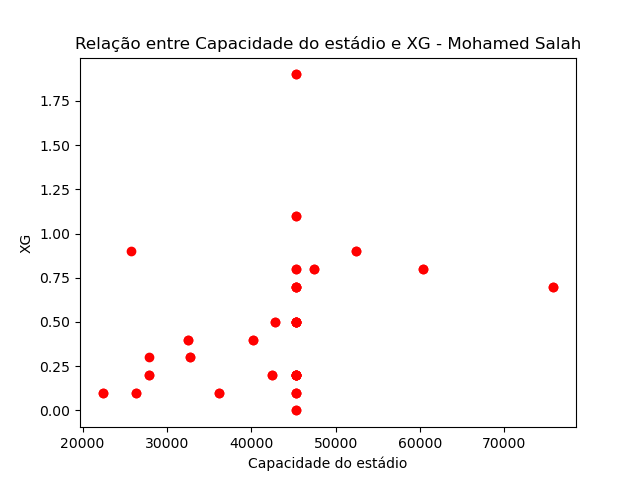 Relação entre Capacidade do estádio e XG - Mohamed Salah
1.75
1.50
1.25
1.00
0.75
0.50
0.25
0.00
XG
20000 30000 40000 50000 60000 70000
Capacidade do estádio